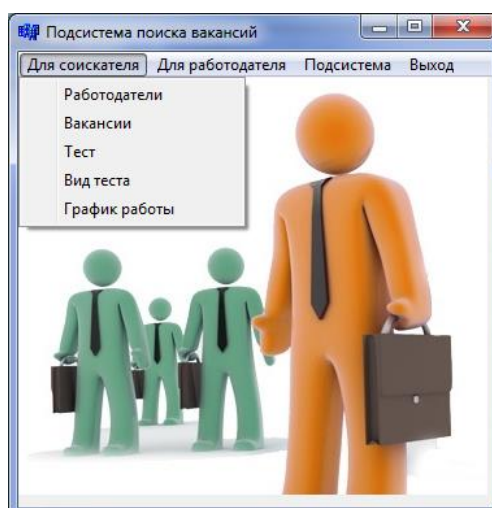 Подсистема поиска вакансий
Для соискателя Для работодателя Подсистема Выход
Работодатели
Вакансии
Тест
Вид теста
График работы